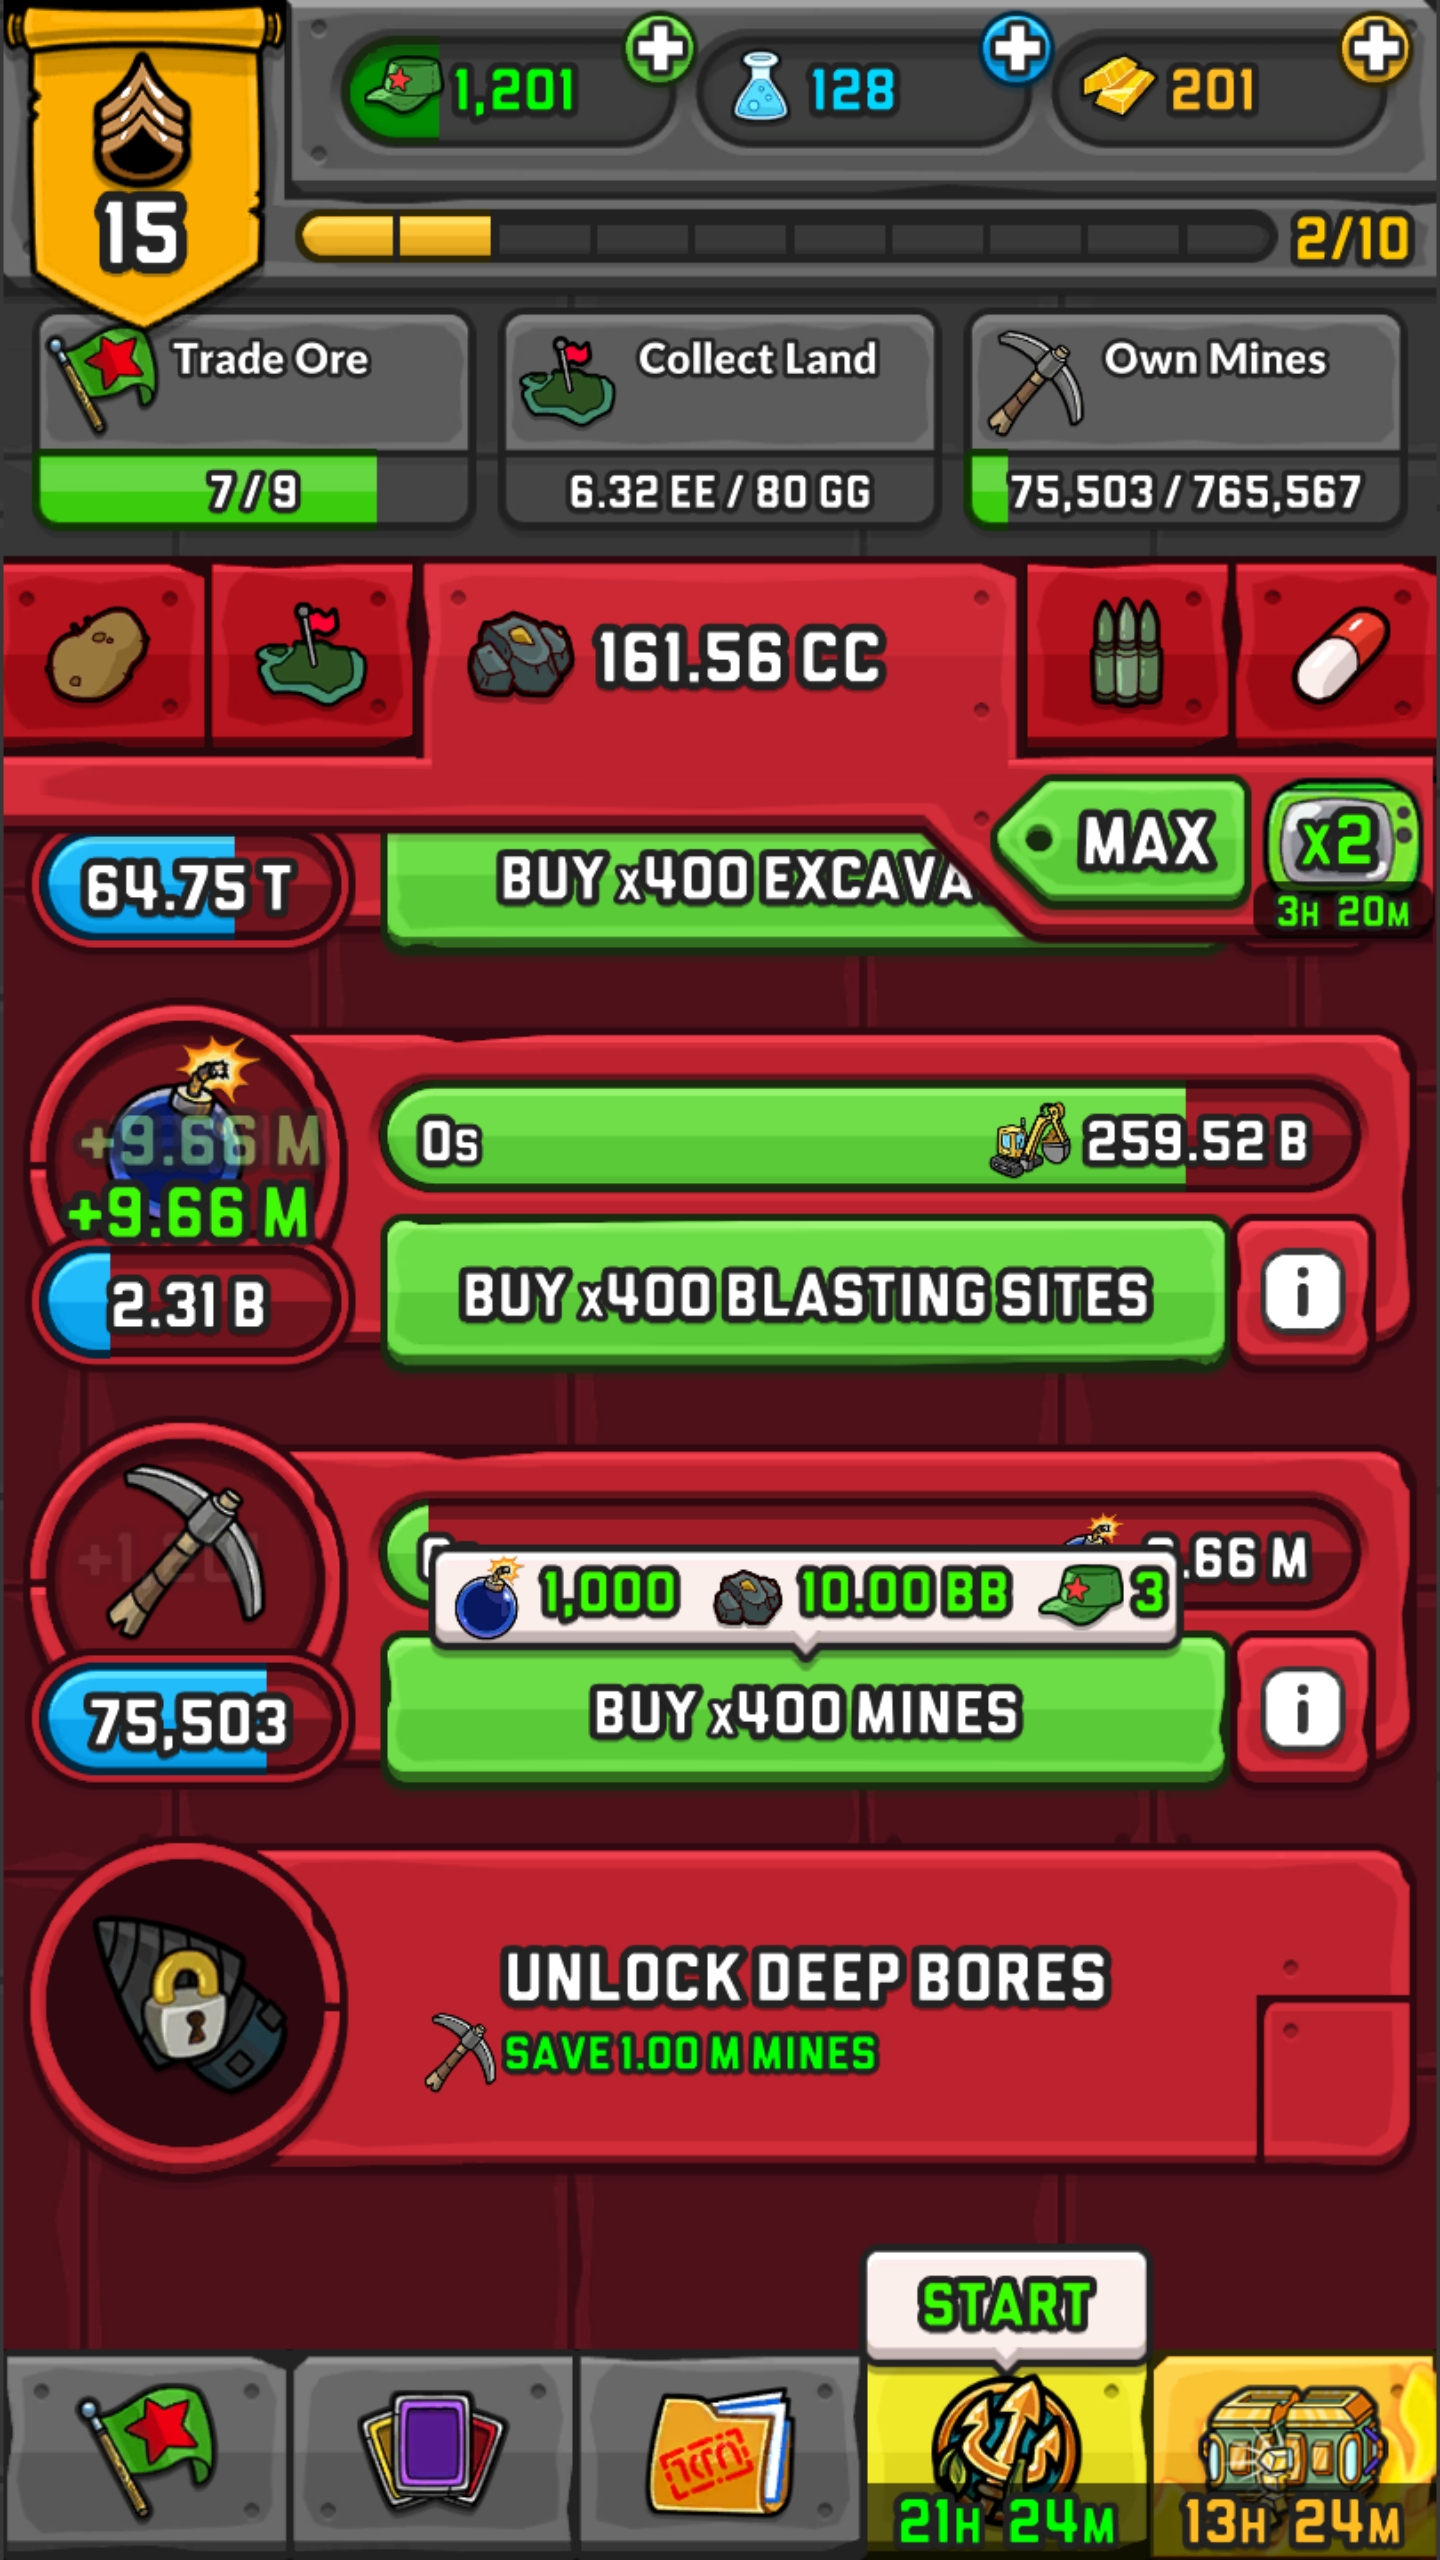 1,201
128
201
15
2/10
Trade Ore
Collect Land
Own Mines
7/9
6.32 EE / 80 GG
75,503 / 765,567
161.56 CC
MAX
x2
3H 20M
64.75 T
BUY x400 EXCAVA
+9.66 M
0s
259.52 B
+9.66 M
2.31 B
BUY x400 BLASTING SITES
i
.66 M
1,000
10.00 BB
3
75,503
BUY x400 MINES
i
UNLOCK DEEP BORES
SAVE 1.00 M MINES
START
21H 24M
13H 24M